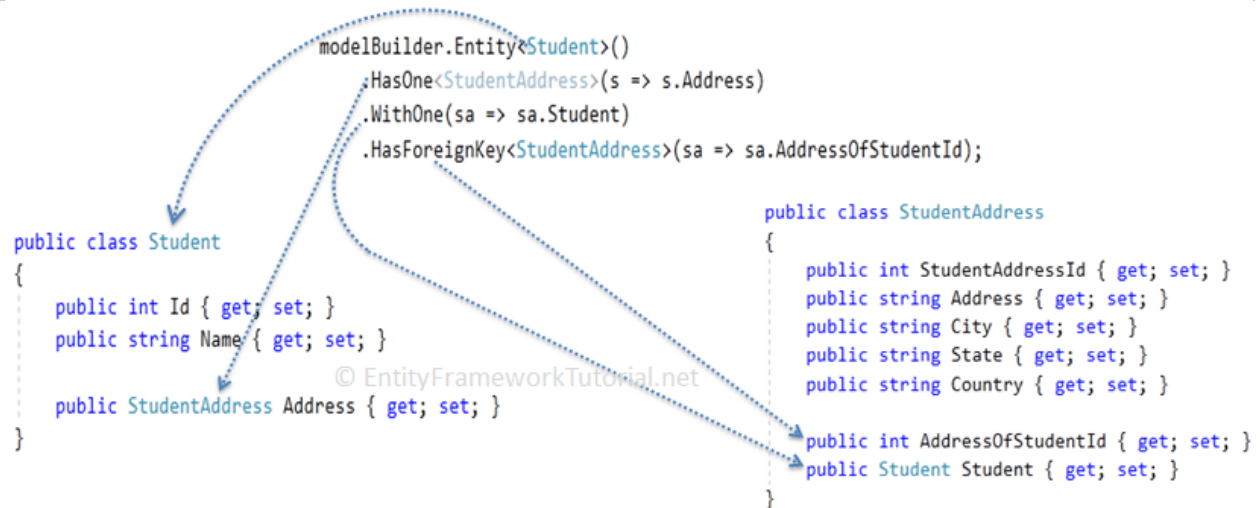 modelBuilder.Entity<Student>()
.HasOne<StudentAddress>(s => s.Address)
.WithOne(sa => sa.Student)
.HasForeignKey<StudentAddress>(sa => sa.AddressOfStudentId);
public class Student
{
public int Id { get; set; }
public string Name { get; set; }
public StudentAddress Address { get; set; }
}
public class StudentAddress
{
public int StudentAddressId { get; set; }
public string Address { get; set; }
public string City { get; set; }
public string State { get; set; }
public string Country { get; set; }
public int AddressOfStudentId { get; set; }
public Student Student { get; set; }
}
© EntityFrameworkTutorial.net